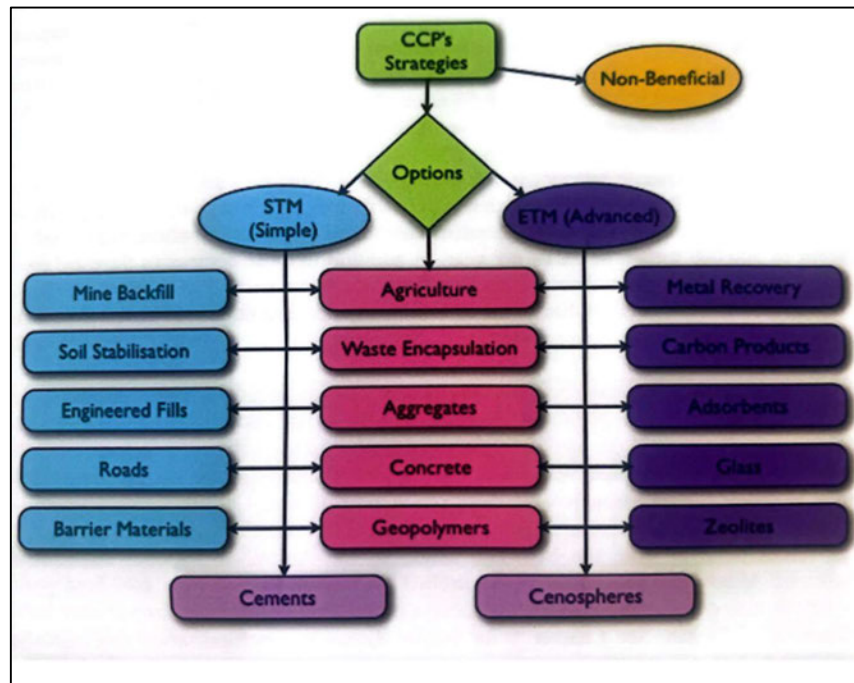 CCP's
Strategies
Non-Beneficial
Options
STM
(Simple)
ETM (Advanced)
Mine Backfill
Agriculture
Metal Recovery
Soil Stabilisation
Waste Encapsulation
Carbon Products
Engineered Fills
Aggregates
Adsorbents
Roads
Concrete
Glass
Barrier Materials
Geopolymers
Zeolites
Cements
Cenospheres